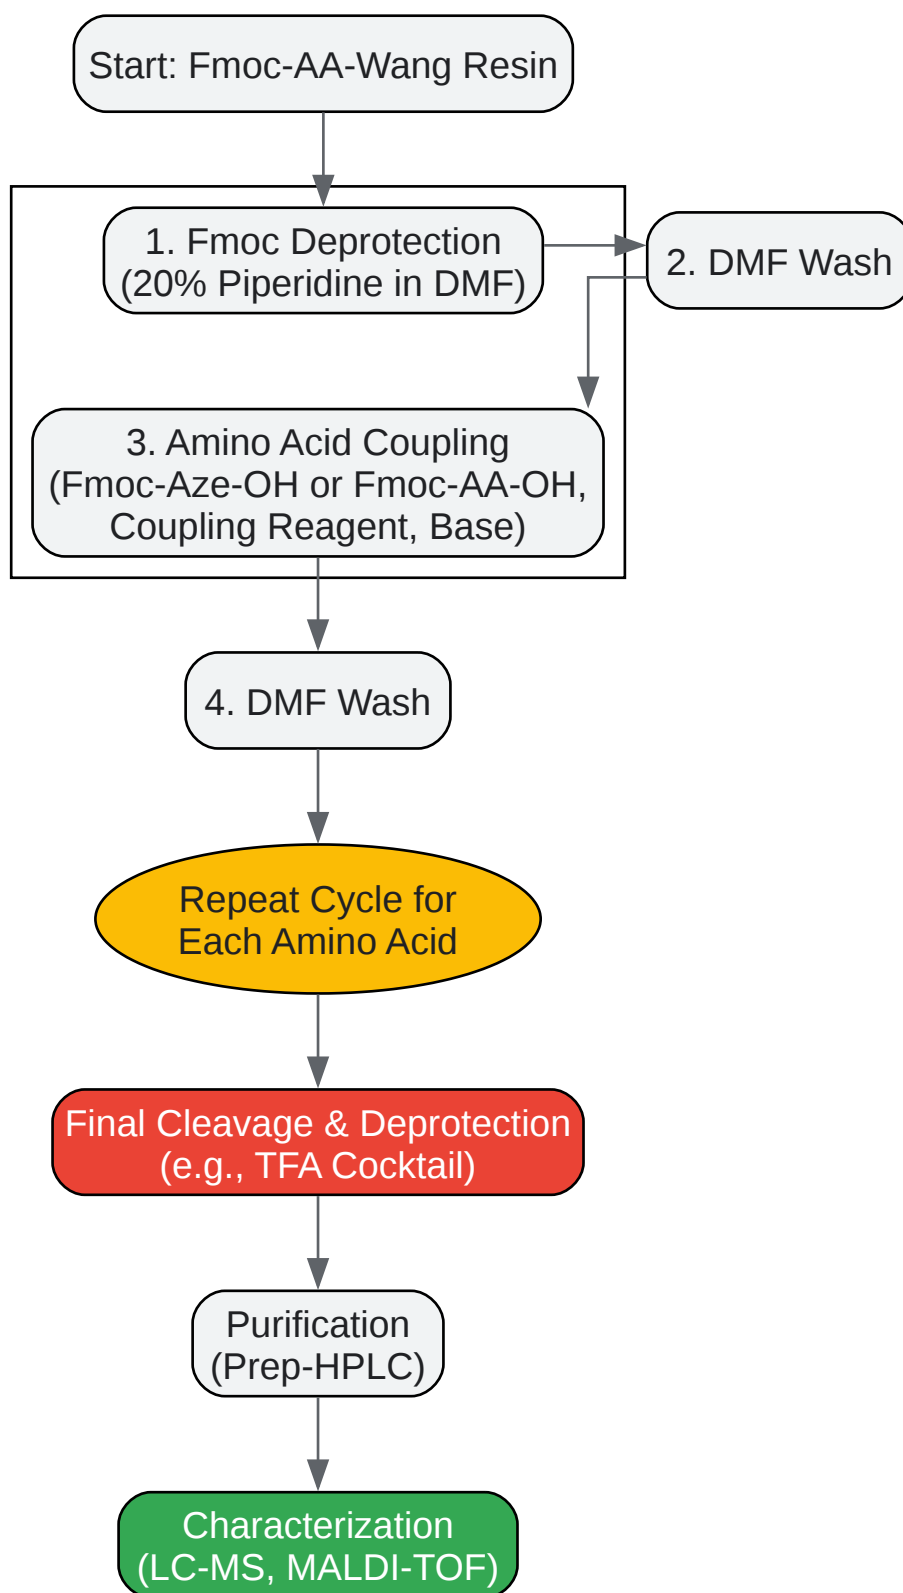 Start: Fmoc-AA-Wang Resin
1. Fmoc Deprotection
(20% Piperidine in DMF)
2. DMF Wash
3. Amino Acid Coupling
(Fmoc-Aze-OH or Fmoc-AA-OH,
Coupling Reagent, Base)
4. DMF Wash
Repeat Cycle for
Each Amino Acid
Final Cleavage & Deprotection
(e.g., TFA Cocktail)
Purification
(Prep-HPLC)
Characterization
(LC-MS, MALDI-TOF)